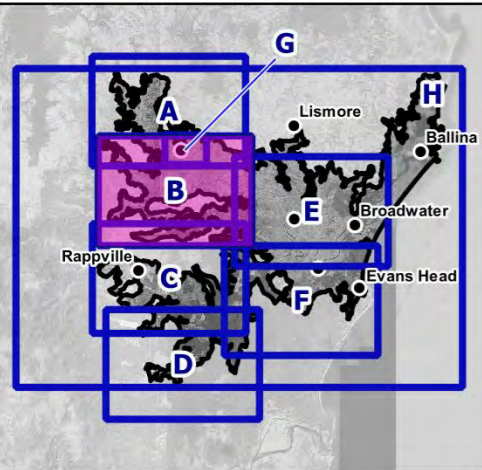 G
A
H
Lismore
Ballina
B
E
Broadwater
Rappville
C
Evans Head
F
D